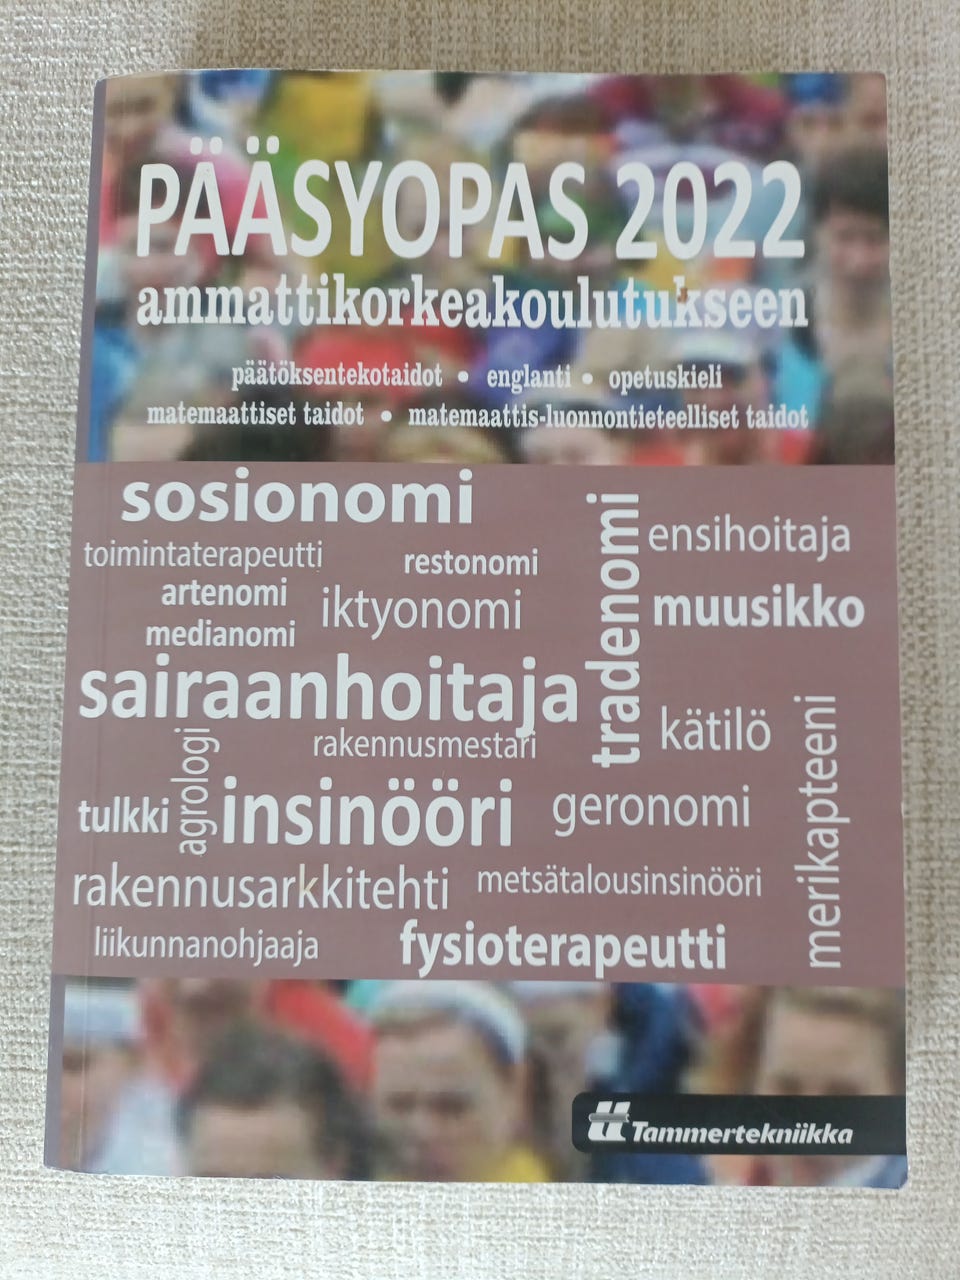 PÄÄSYOPAS 2022
ammattikorkeakoulutukseen
päätöksentekotaidot • englanti • opetuskieli
matemaattiset taidot • matemaattis-luonnontieteelliset taidot
sosionomi
tradenomi
ensihoitaja
toimintaterapeutti
restonomi
artenomi
iktyonomi
muusikko
medianomi
sairaanhoitaja
kätilö
merikapteeni
rakennusmestari
agrologi
tulkki
insinööri
geronomi
rakennusarkkitehti
metsätalousinsinööri
liikunnanohjaaja
fysioterapeutti
tt Tammertekniikka